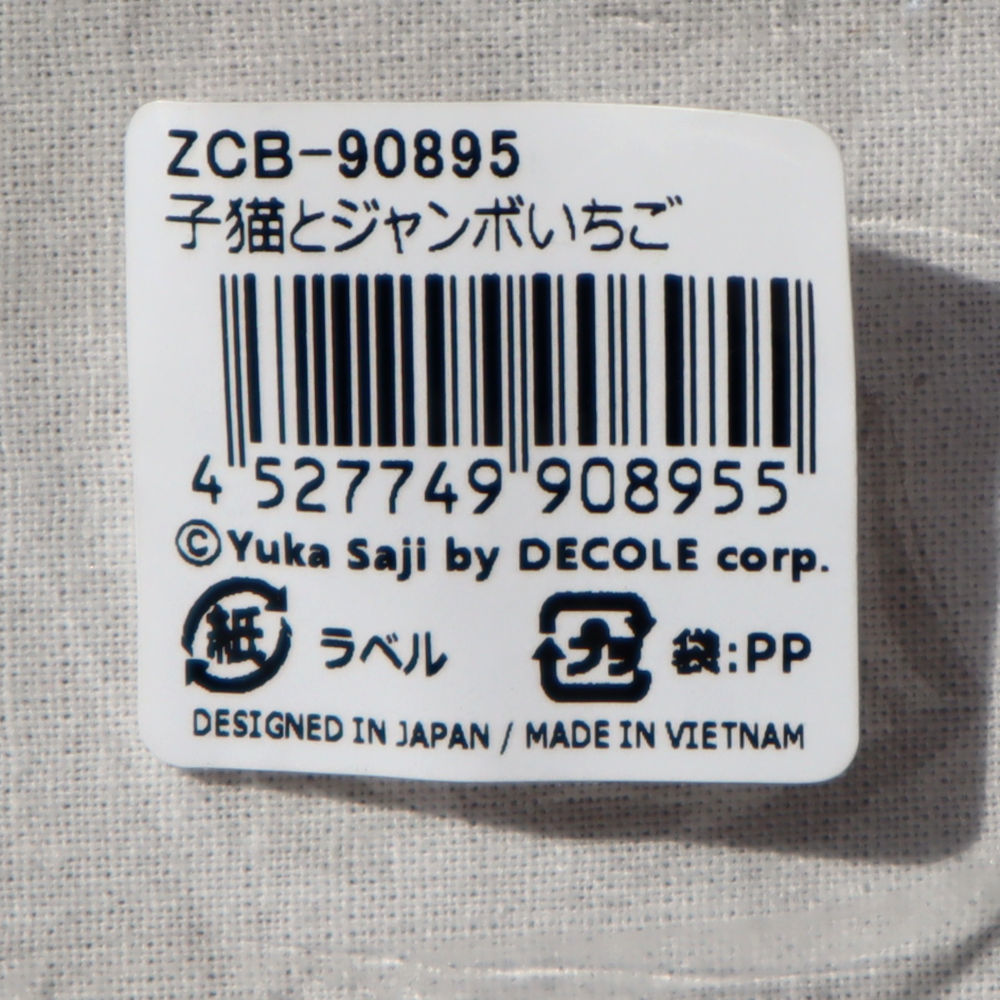 ZCB-90895
子猫とジャンボいちご
4 527749 908955
©Yuka Saji by DECOLE corp.
紙 ラベル プラ 袋:PP
DESIGNED IN JAPAN / MADE IN VIETNAM